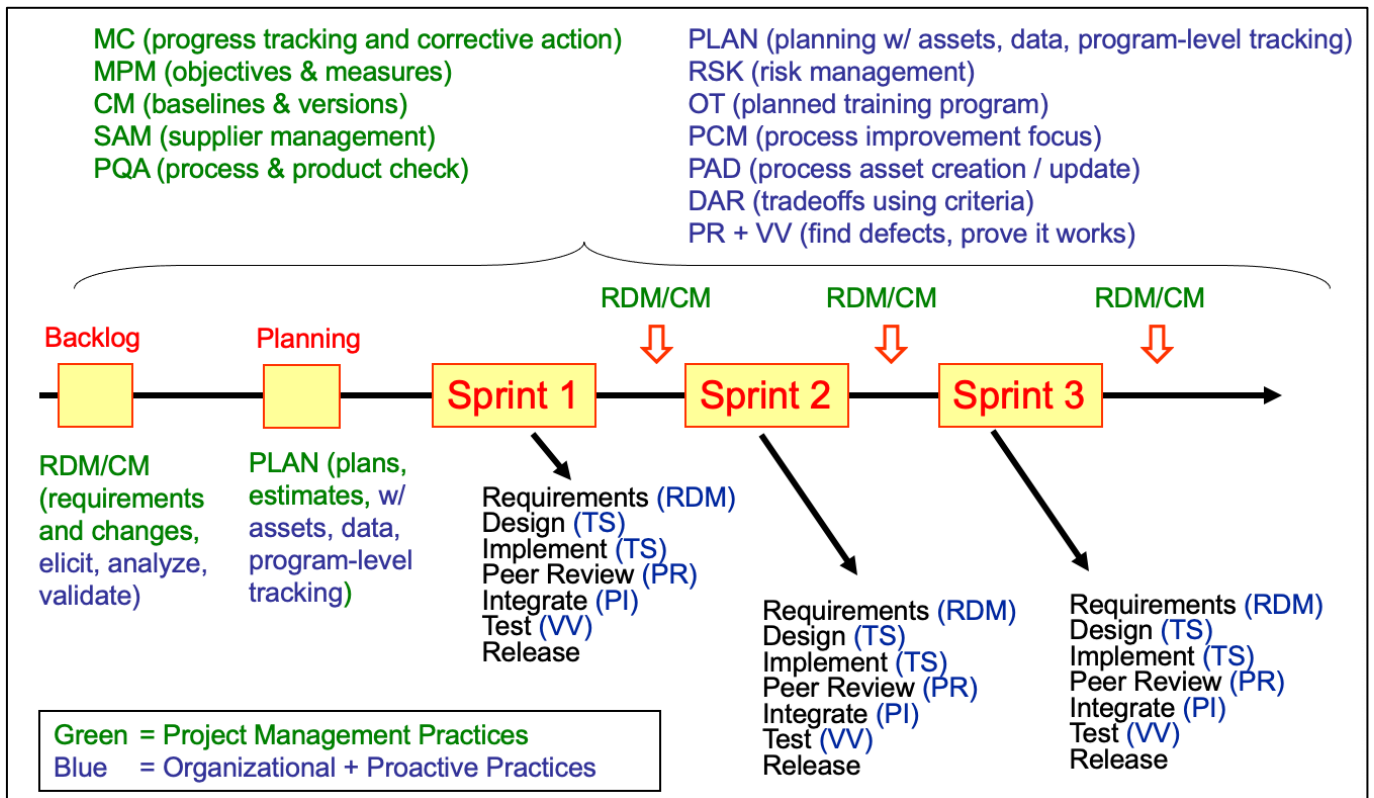 MC (progress tracking and corrective action)
MPM (objectives & measures)
CM (baselines & versions)
SAM (supplier management)
PQA (process & product check)
PLAN (planning w/ assets, data, program-level tracking)
RSK (risk management)
OT (planned training program)
PCM (process improvement focus)
PAD (process asset creation / update)
DAR (tradeoffs using criteria)
PR + VV (find defects, prove it works)
RDM/CM
RDM/CM
RDM/CM
Backlog
Planning
Sprint 1
Sprint 2
Sprint 3
RDM/CM
(requirements
and changes,
elicit, analyze,
validate)
PLAN (plans,
estimates, w/
assets, data,
program-level
tracking)
Requirements (RDM)
Design (TS)
Implement (TS)
Peer Review (PR)
Integrate (PI)
Test (VV)
Release
Requirements (RDM)
Design (TS)
Implement (TS)
Peer Review (PR)
Integrate (PI)
Test (VV)
Release
Requirements (RDM)
Design (TS)
Implement (TS)
Peer Review (PR)
Integrate (PI)
Test (VV)
Release
Green = Project Management Practices
Blue = Organizational + Proactive Practices